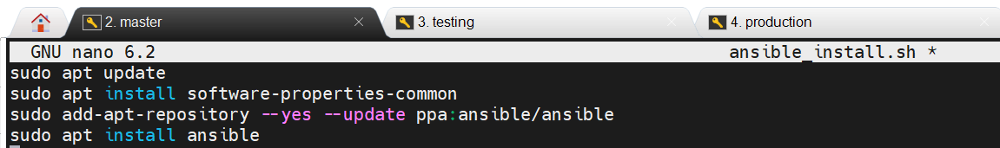 2. master
3. testing
4. production
GNU nano 6.2 ansible_install.sh *
sudo apt update
sudo apt install software-properties-common
sudo add-apt-repository --yes --update ppa:ansible/ansible
sudo apt install ansible